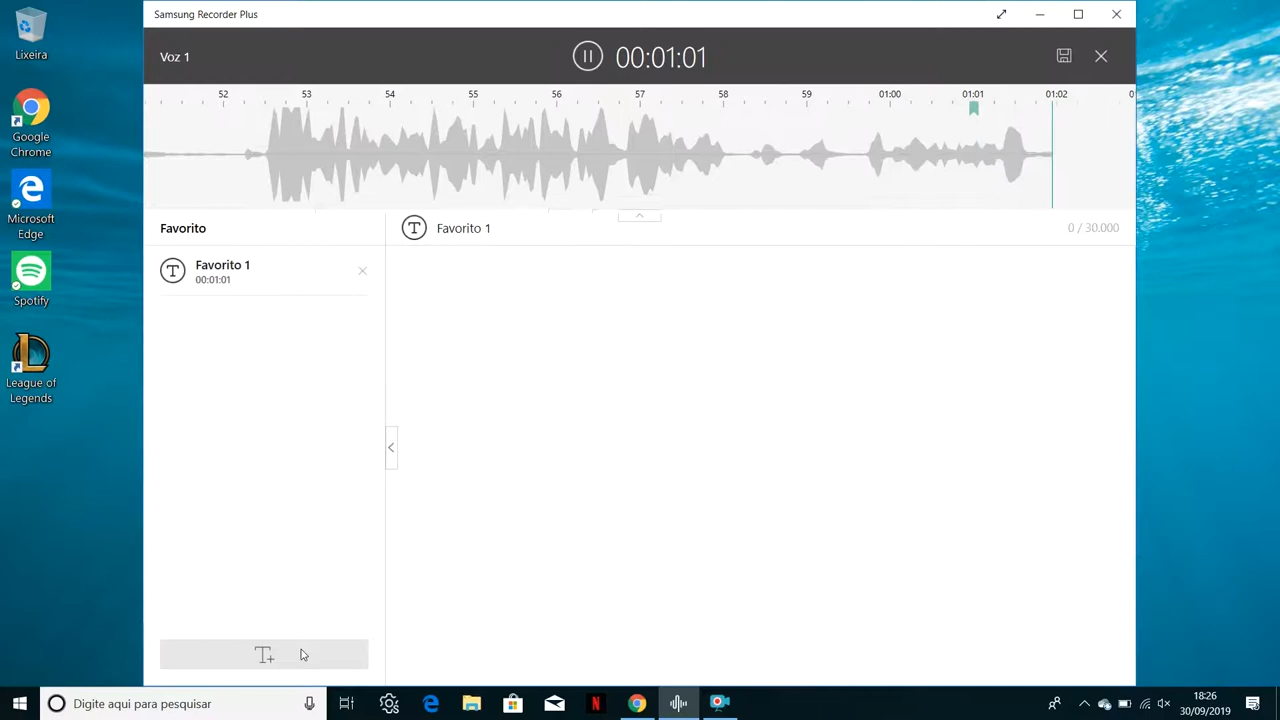 Samsung Recorder Plus
Lixeira
Google
Chrome
Microsoft
Edge
Spotify
League of
Legends
Voz 1
00:01:01
52 53 54 55 56 57 58 59 01:00 01:01 01:02 0
Favorito
T Favorito 1
0 / 30.000
T Favorito 1
00:01:01
T+
Digite aqui para pesquisar
18:26
30/09/2019